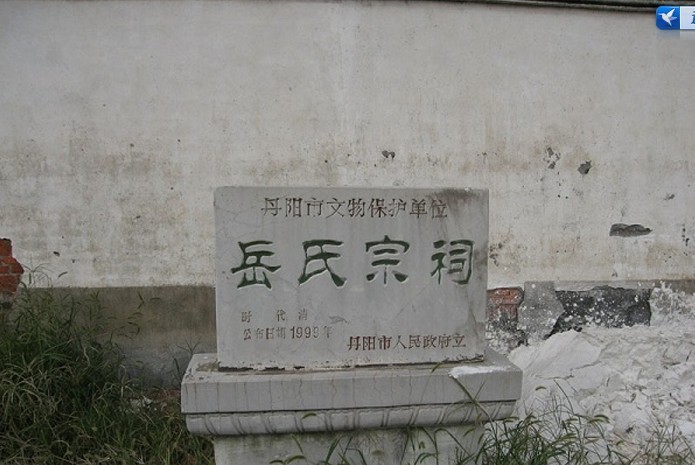 丹阳市文物保护单位
岳氏宗祠
时 代 清
公布日期1999年
丹阳市人民政府立